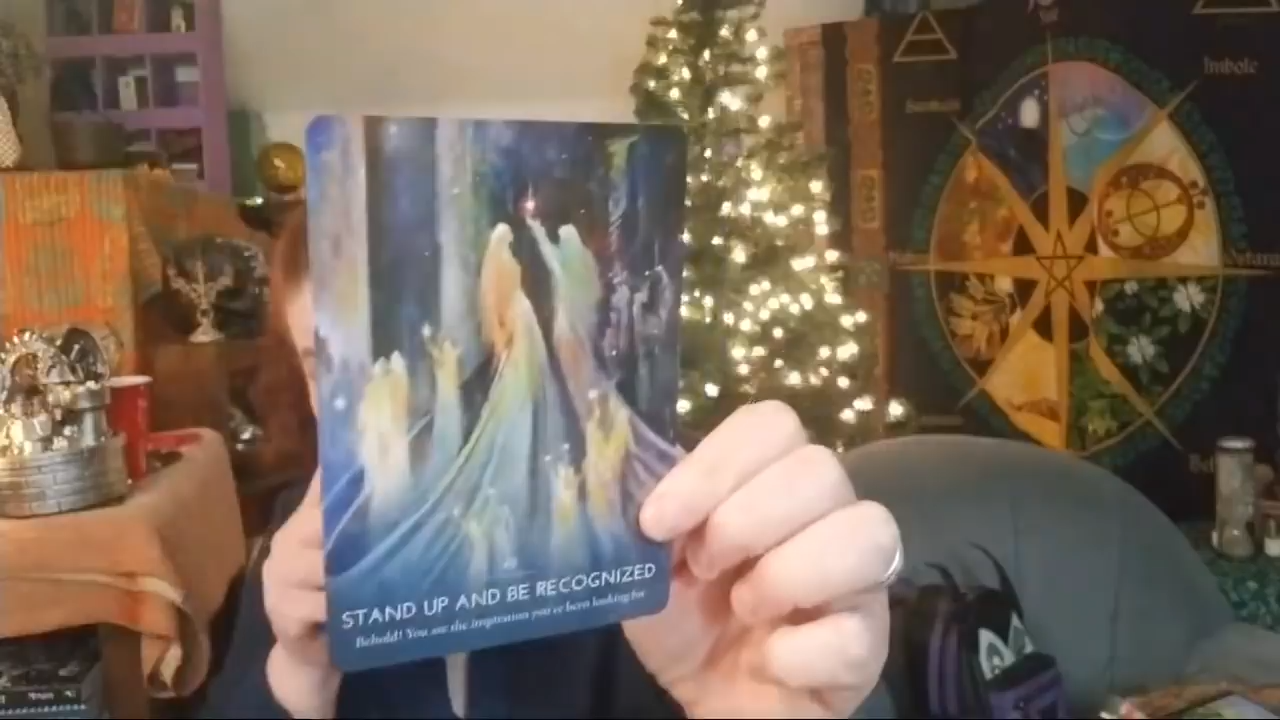 Imbolc
STAND UP AND BE RECOGNIZED
Behold! You are the inspiration you've been looking for